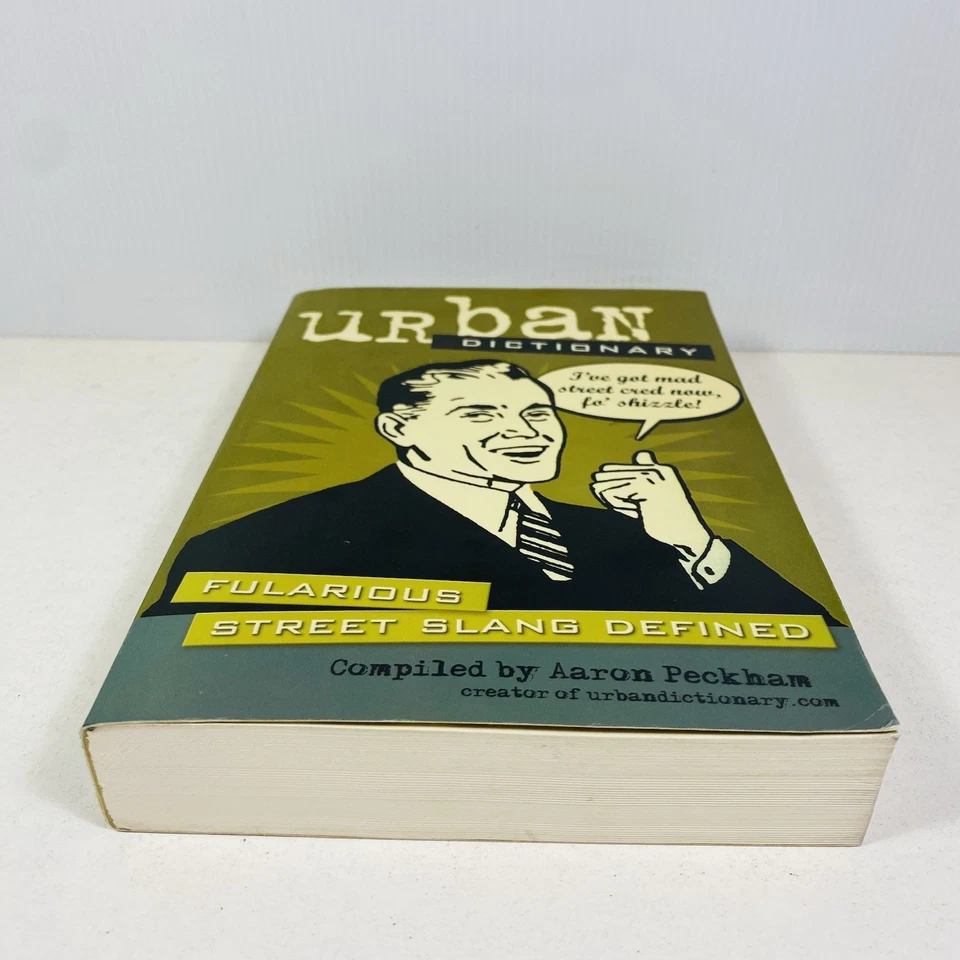 uRban
DICTIONARY
I've got mad
street cred now,
fo' shizzle!
FULARIOUS
STREET SLANG DEFINED
Compiled by Aaron Peckham
creator of urbandictionary.com